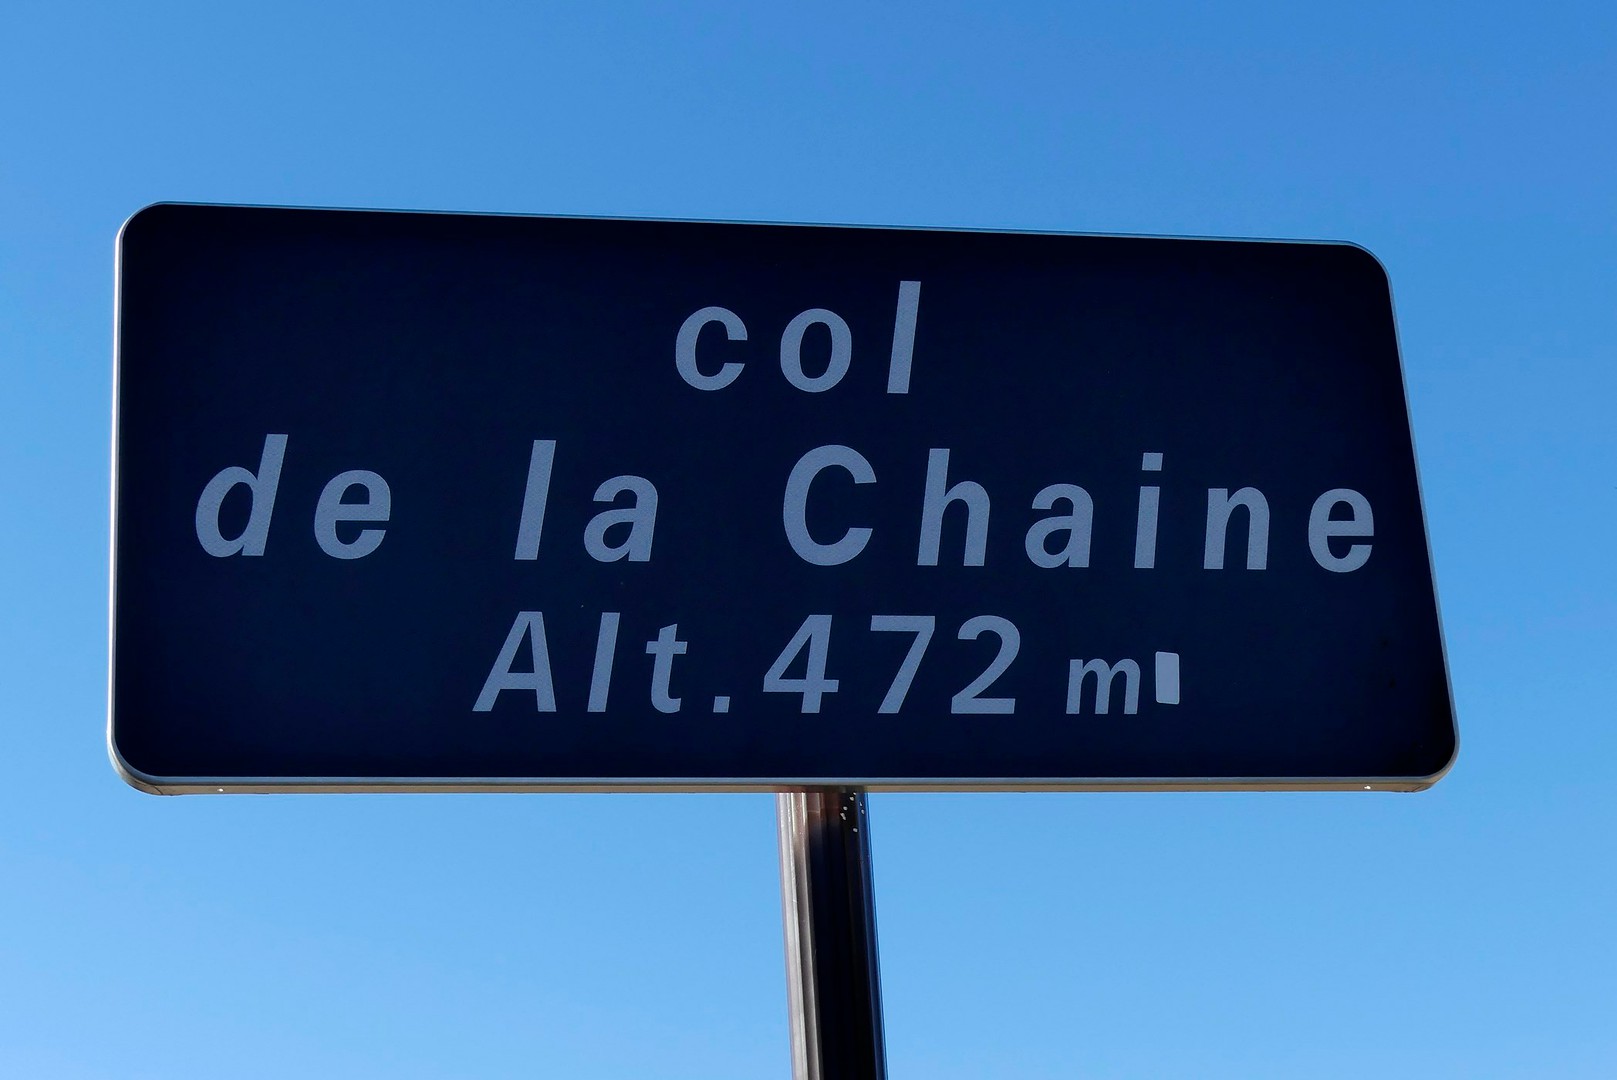 col
de la Chaine
Alt.472 m